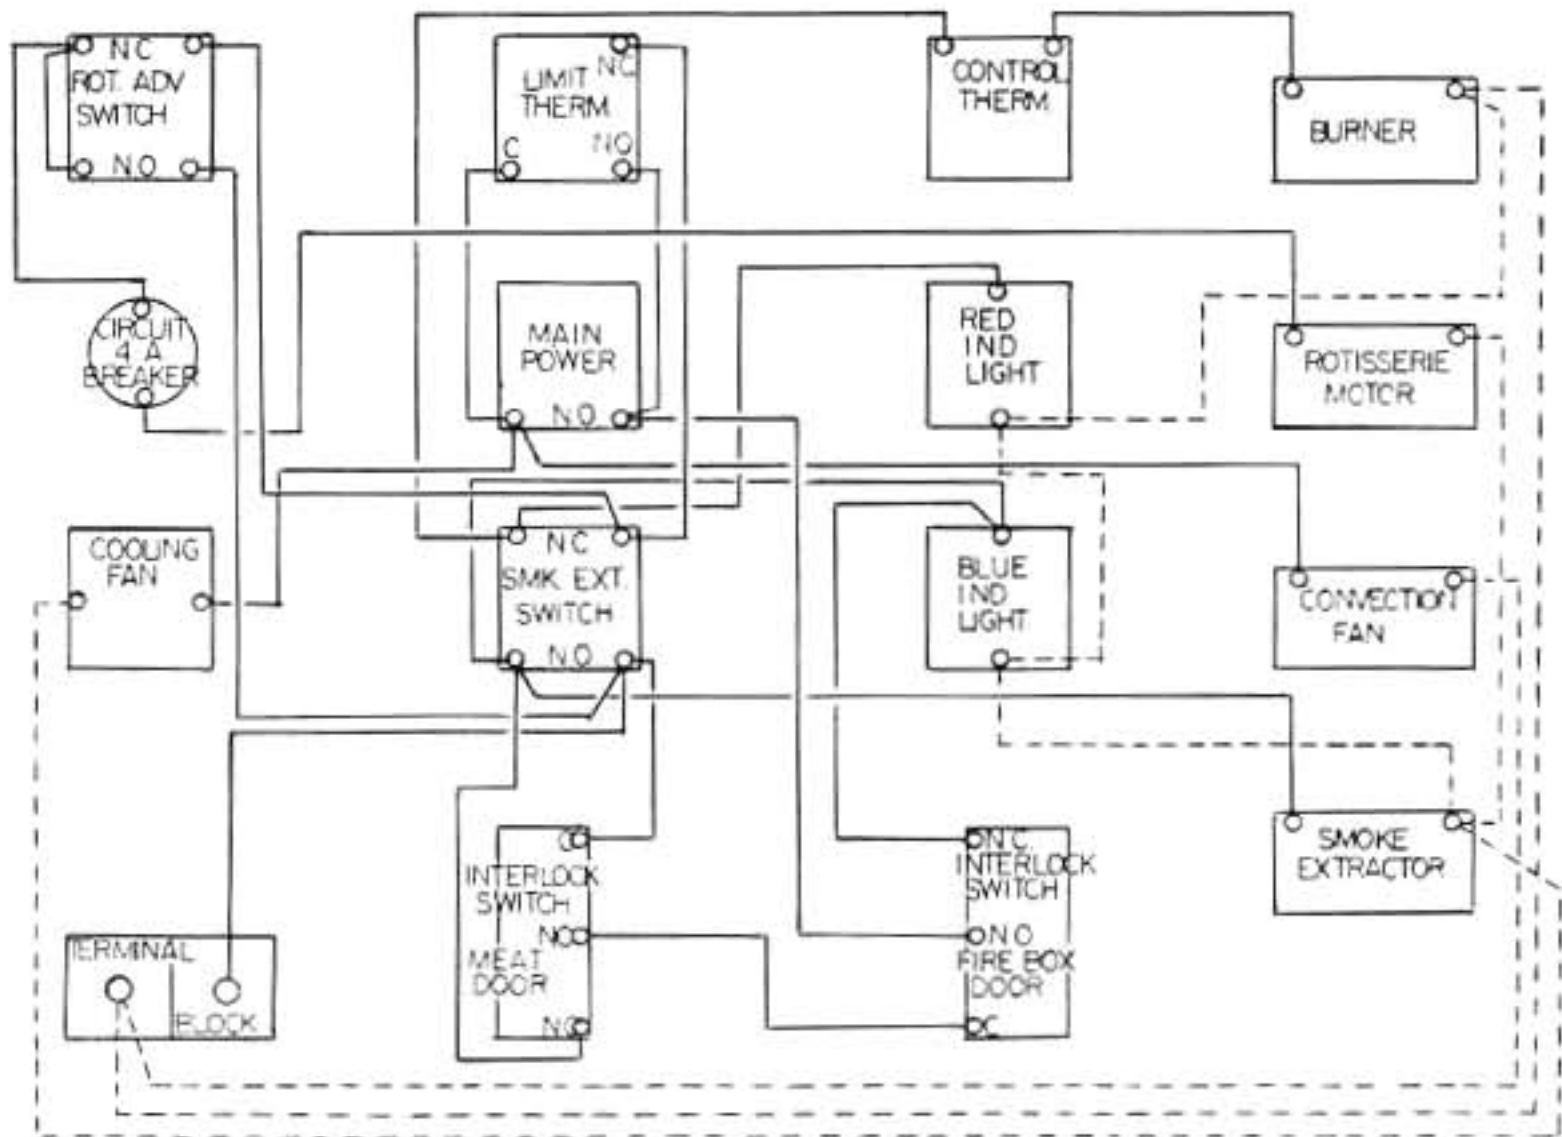 N C
ROT. ADV
SWITCH
N.O
NC
LIMIT
THERM.
C
NO
CONTROL
THERM.
BURNER
CIRCUIT
4 A
BREAKER
MAIN
POWER
N.O
RED
IND
LIGHT
ROTISSERIE
MOTOR
COOLING
FAN
N C
SMK. EXT.
SWITCH
N.O
BLUE
IND
LIGHT
CONVECTION
FAN
C
INTERLOCK
SWITCH
MEAT
DOOR
N C
INTERLOCK
SWITCH
N O
FIRE BOX
DOOR
C
SMOKE
EXTRACTOR
TERMINAL
BLOCK